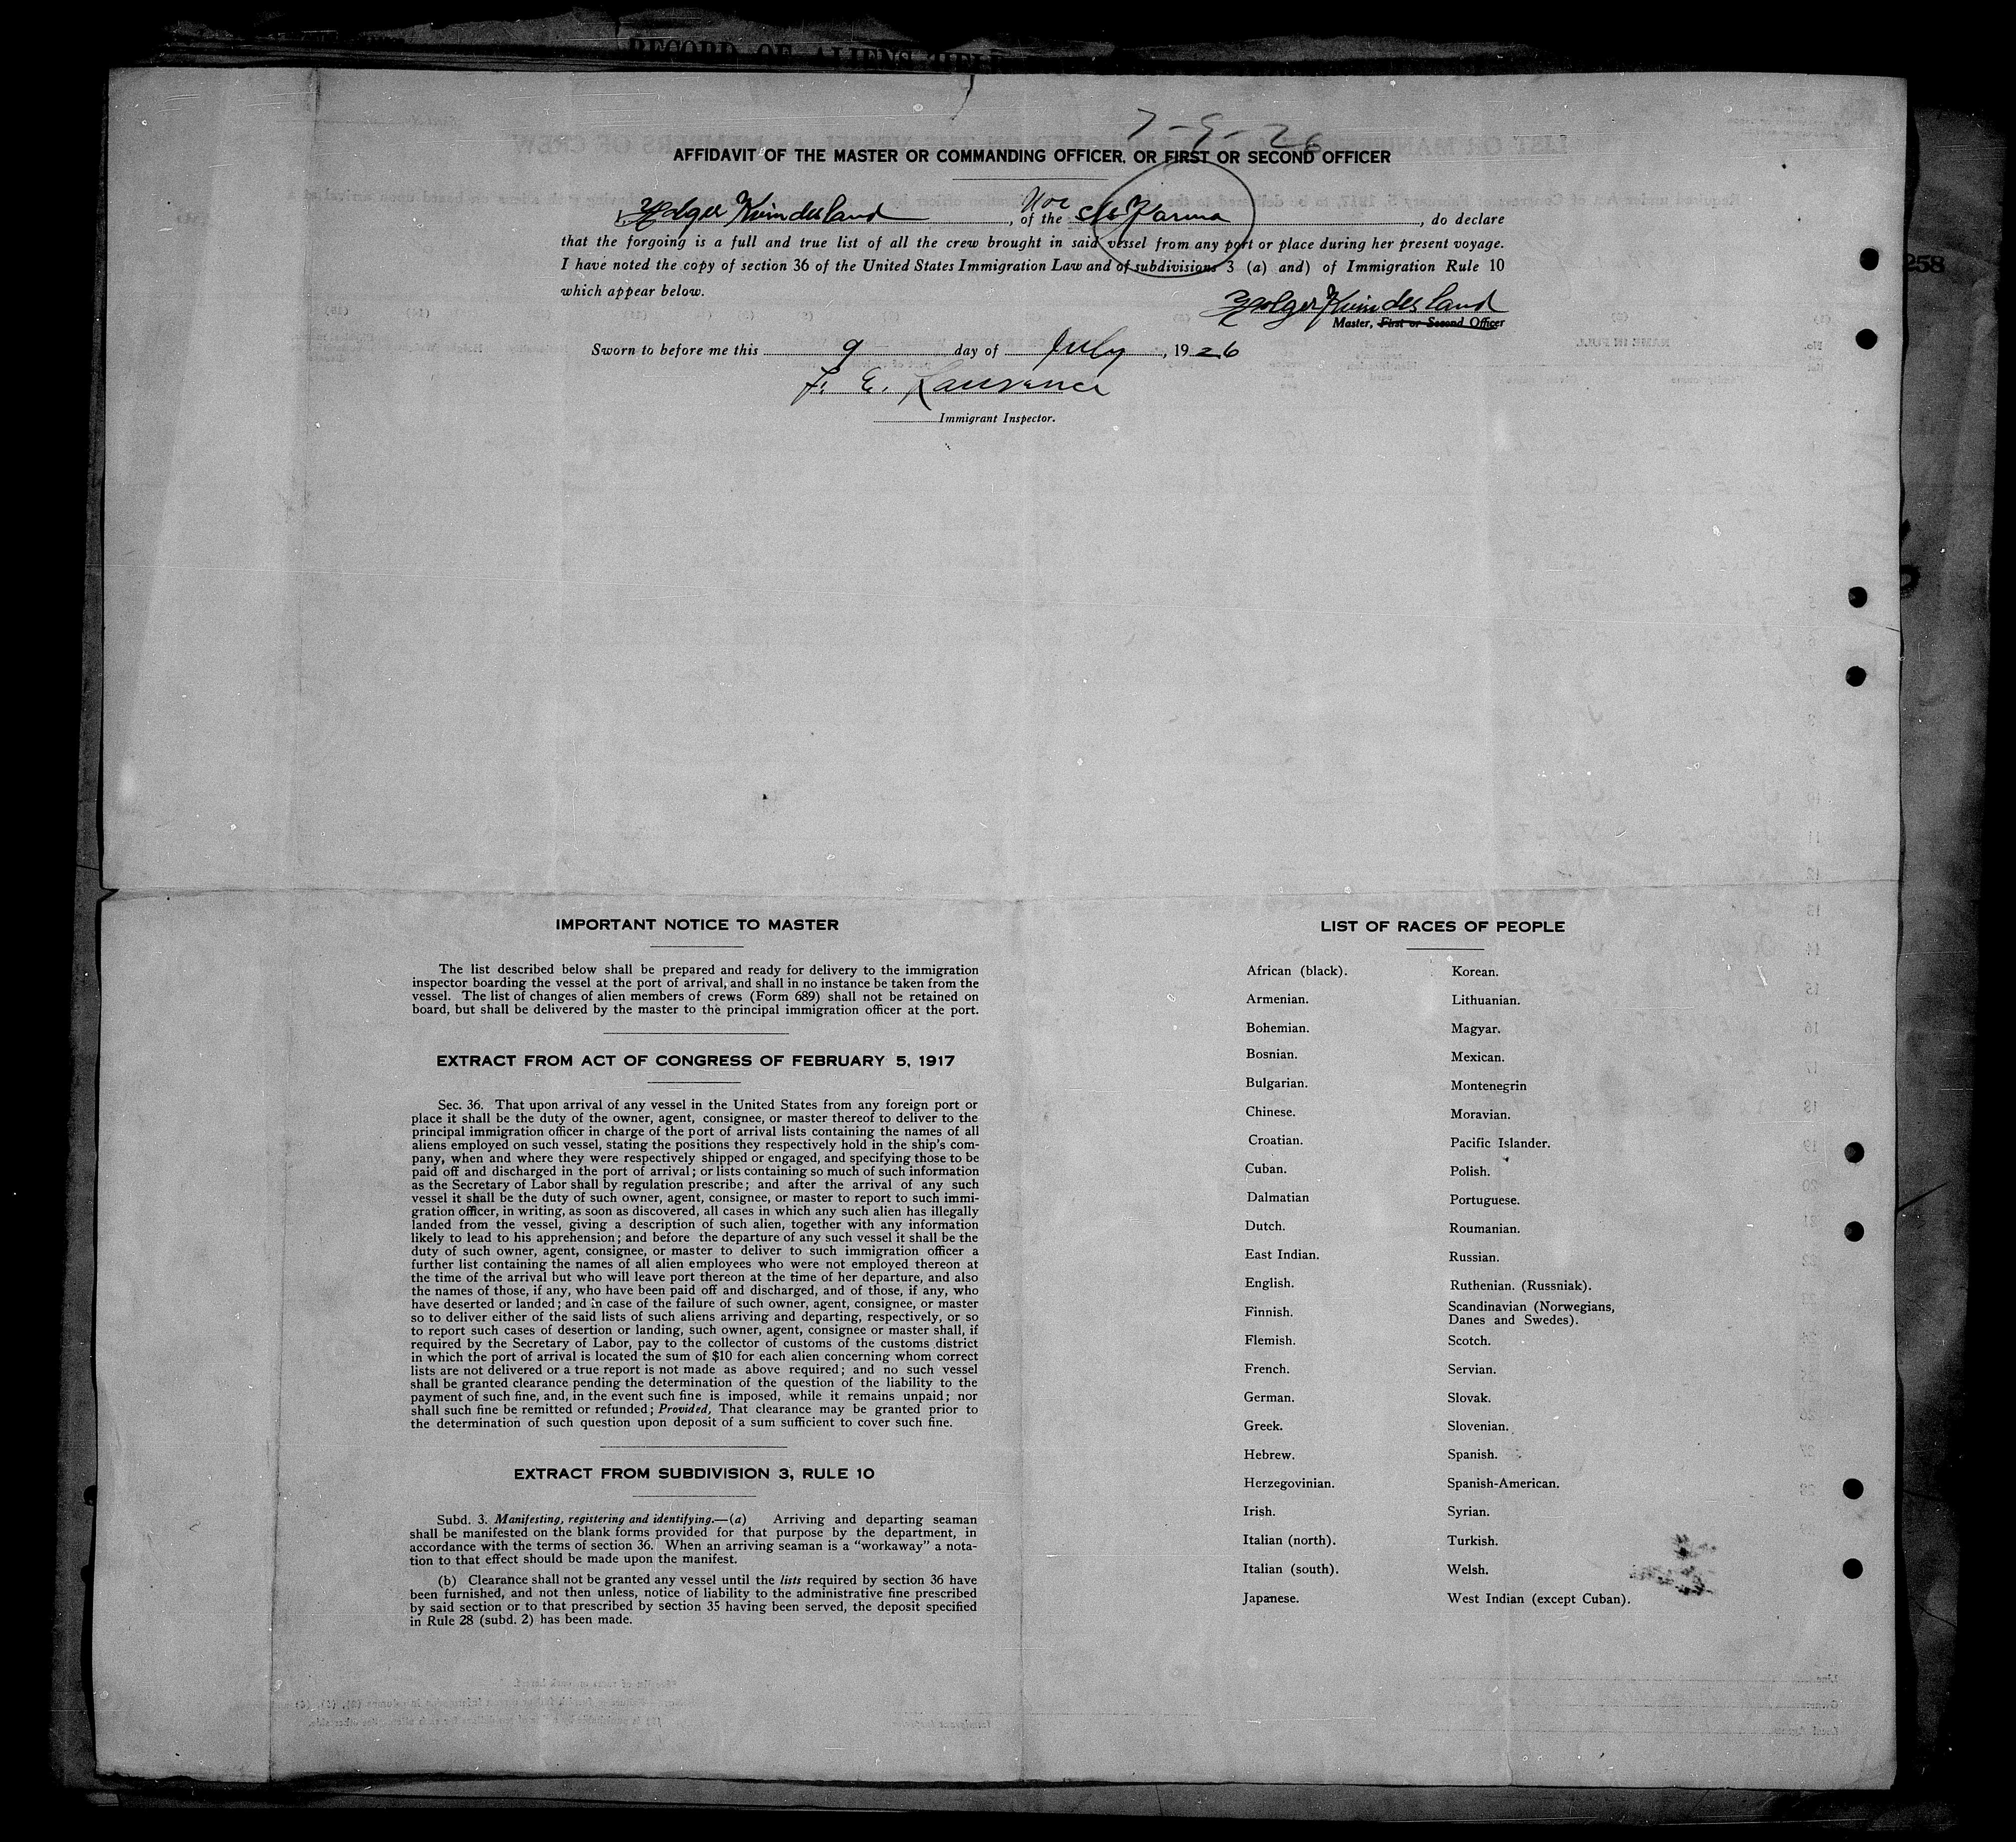 RECORD OF ALIENS HELD
7-9-26
AFFIDAVIT OF THE MASTER OR COMMANDING OFFICER, OR FIRST OR SECOND OFFICER
I, Holger , of the Nor s/s Karma , do declare
that the forgoing is a full and true list of all the crew brought in said vessel from any port or place during her present voyage.
I have noted the copy of section 36 of the United States Immigration Law and of subdivisions 3 (a) and) of Immigration Rule 10
which appear below.
Holger
Master, First or Second Officer
Sworn to before me this 9 day of July, 1926
F. E. Lawrence
Immigrant Inspector.
258
IMPORTANT NOTICE TO MASTER
The list described below shall be prepared and ready for delivery to the immigration
inspector boarding the vessel at the port of arrival, and shall in no instance be taken from the
vessel. The list of changes of alien members of crews (Form 689) shall not be retained on
board, but shall be delivered by the master to the principal immigration officer at the port.
EXTRACT FROM ACT OF CONGRESS OF FEBRUARY 5, 1917
Sec. 36. That upon arrival of any vessel in the United States from any foreign port or
place it shall be the duty of the owner, agent, consignee, or master thereof to deliver to the
principal immigration officer in charge of the port of arrival lists containing the names of all
aliens employed on such vessel, stating the positions they respectively hold in the ship's com-
pany, when and where they were respectively shipped or engaged, and specifying those to be
paid off and discharged in the port of arrival; or lists containing so much of such information
as the Secretary of Labor shall by regulation prescribe; and after the arrival of any such
vessel it shall be the duty of such owner, agent, consignee, or master to report to such immi-
gration officer, in writing, as soon as discovered, all cases in which any such alien has illegally
landed from the vessel, giving a description of such alien, together with any information
likely to lead to his apprehension; and before the departure of any such vessel it shall be the
duty of such owner, agent, consignee, or master to deliver to such immigration officer a
further list containing the names of all alien employees who were not employed thereon at
the time of the arrival but who will leave port thereon at the time of her departure, and also
the names of those, if any, who have been paid off and discharged, and of those, if any, who
have deserted or landed; and in case of the failure of such owner, agent, consignee, or master
so to deliver either of the said lists of such aliens arriving and departing, respectively, or so
to report such cases of desertion or landing, such owner, agent, consignee or master shall, if
required by the Secretary of Labor, pay to the collector of customs of the customs district
in which the port of arrival is located the sum of $10 for each alien concerning whom correct
lists are not delivered or a true report is not made as above required; and no such vessel
shall be granted clearance pending the determination of the question of the liability to the
payment of such fine, and, in the event such fine is imposed, while it remains unpaid; nor
shall such fine be remitted or refunded; Provided, That clearance may be granted prior to
the determination of such question upon deposit of a sum sufficient to cover such fine.
EXTRACT FROM SUBDIVISION 3, RULE 10
Subd. 3. Manifesting, registering and identifying.—(a) Arriving and departing seaman
shall be manifested on the blank forms provided for that purpose by the department, in
accordance with the terms of section 36. When an arriving seaman is a "workaway" a nota-
tion to that effect should be made upon the manifest.
(b) Clearance shall not be granted any vessel until the lists required by section 36 have
been furnished, and not then unless, notice of liability to the administrative fine prescribed
by said section or to that prescribed by section 35 having been served, the deposit specified
in Rule 28 (subd. 2) has been made.
LIST OF RACES OF PEOPLE
African (black).
Armenian.
Bohemian.
Bosnian.
Bulgarian.
Chinese.
Croatian.
Cuban.
Dalmatian
Dutch.
East Indian.
English.
Finnish.
Flemish.
French.
German.
Greek.
Hebrew.
Herzegovinian.
Irish.
Italian (north).
Italian (south).
Japanese.
Korean.
Lithuanian.
Magyar.
Mexican.
Montenegrin
Moravian.
Pacific Islander.
Polish.
Portuguese.
Roumanian.
Russian.
Ruthenian. (Russniak).
Scandinavian (Norwegians,
Danes and Swedes).
Scotch.
Servian.
Slovak.
Slovenian.
Spanish.
Spanish-American.
Syrian.
Turkish.
Welsh.
West Indian (except Cuban).